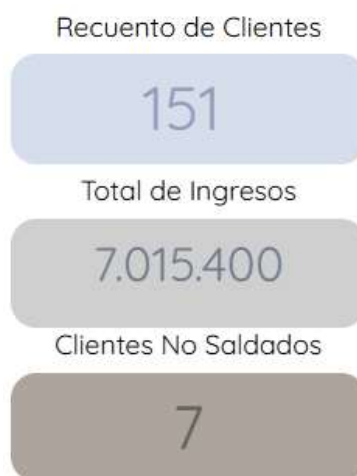 Recuento de Clientes
151
Total de Ingresos
7.015.400
Clientes No Saldados
7